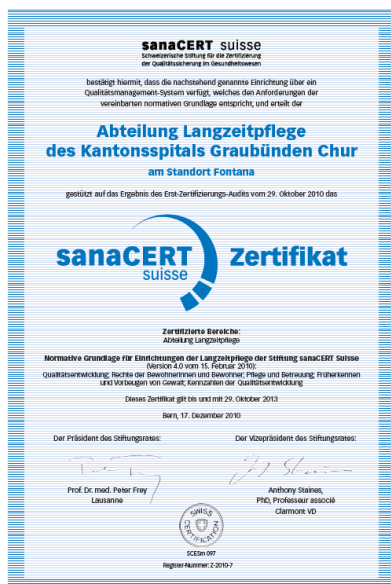 sanaCERT suisse
Schweizerische Stiftung für die Zertifizierung
der Qualitätssicherung im Gesundheitswesen
bestätigt hiermit, dass die nachstehend genannte Einrichtung über ein
Qualitätsmanagement-System verfügt, welches den Anforderungen der
vereinbarten normativen Grundlage entspricht, und erteilt der
Abteilung Langzeitpflege
des Kantonsspitals Graubünden Chur
am Standort Fontana
gestützt auf das Ergebnis des Erst-Zertifizierungs-Audits vom 29. Oktober 2010 das
sanaCERT suisse Zertifikat
Zertifizierte Bereiche:
Abteilung Langzeitpflege
Normative Grundlage für Einrichtungen der Langzeitpflege der Stiftung sanaCERT Suisse
(Version 4.0 vom 15. Februar 2010):
Qualitätsentwicklung; Rechte der Bewohnerinnen und Bewohner; Pflege und Betreuung; Früherkennen
und Vorbeugen von Gewalt; Kennzahlen der Qualitätsentwicklung
Dieses Zertifikat gilt bis und mit 29. Oktober 2013
Bern, 17. Dezember 2010
Der Präsident des Stiftungsrates: Der Vizepräsident des Stiftungsrates:
Prof. Dr. med. Peter Frey Anthony Staines,
Lausanne PhD, Professeur associé
Clarmont VD
SWISS CERTIFICATION
SCESm 097
Register-Nummer: Z-2010-7